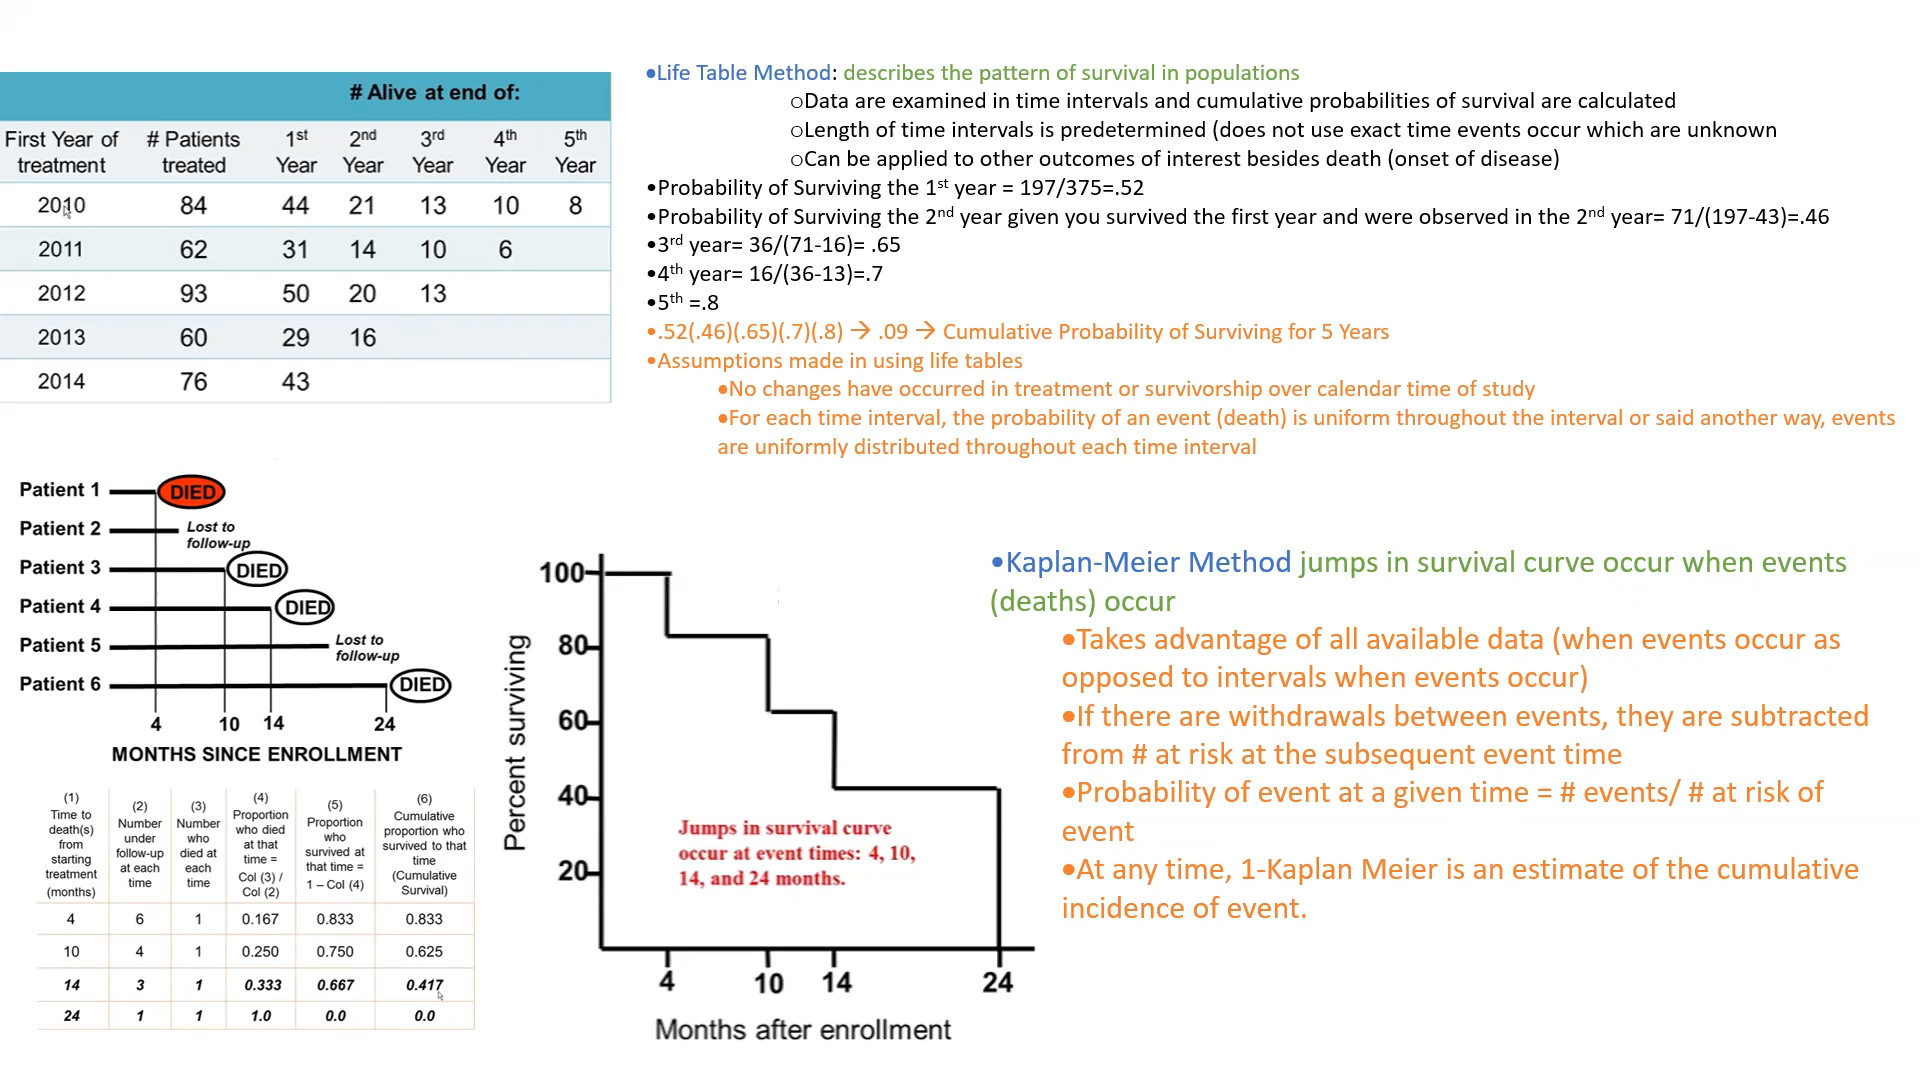 # Alive at end of:
First Year of treatment # Patients treated 1st Year 2nd Year 3rd Year 4th Year 5th Year
2010 84 44 21 13 10 8
2011 62 31 14 10 6
2012 93 50 20 13
2013 60 29 16
2014 76 43
•Life Table Method: describes the pattern of survival in populations
oData are examined in time intervals and cumulative probabilities of survival are calculated
oLength of time intervals is predetermined (does not use exact time events occur which are unknown
oCan be applied to other outcomes of interest besides death (onset of disease)
•Probability of Surviving the 1st year = 197/375=.52
•Probability of Surviving the 2nd year given you survived the first year and were observed in the 2nd year= 71/(197-43)=.46
•3rd year= 36/(71-16)= .65
•4th year= 16/(36-13)=.7
•5th =.8
•.52(.46)(.65)(.7)(.8) → .09 → Cumulative Probability of Surviving for 5 Years
•Assumptions made in using life tables
•No changes have occurred in treatment or survivorship over calendar time of study
•For each time interval, the probability of an event (death) is uniform throughout the interval or said another way, events
are uniformly distributed throughout each time interval
Patient 1 DIED
Patient 2 Lost to
follow-up
Patient 3 DIED
Patient 4 DIED
Patient 5 Lost to
follow-up
Patient 6 DIED
4 10 14 24
MONTHS SINCE ENROLLMENT
(1) Time to death(s) from starting treatment (months)
(2) Number under follow-up at each time
(3) Number who died at each time
(4) Proportion who died at that time = Col (3) / Col (2)
(5) Proportion who survived at that time = 1 – Col (4)
(6) Cumulative proportion who survived to that time (Cumulative Survival)
4 6 1 0.167 0.833 0.833
10 4 1 0.250 0.750 0.625
14 3 1 0.333 0.667 0.417
24 1 1 1.0 0.0 0.0
Percent surviving
100
80
60
40
20
Jumps in survival curve
occur at event times: 4, 10,
14, and 24 months.
4 10 14 24
Months after enrollment
•Kaplan-Meier Method jumps in survival curve occur when events
(deaths) occur
•Takes advantage of all available data (when events occur as
opposed to intervals when events occur)
•If there are withdrawals between events, they are subtracted
from # at risk at the subsequent event time
•Probability of event at a given time = # events/ # at risk of
event
•At any time, 1-Kaplan Meier is an estimate of the cumulative
incidence of event.